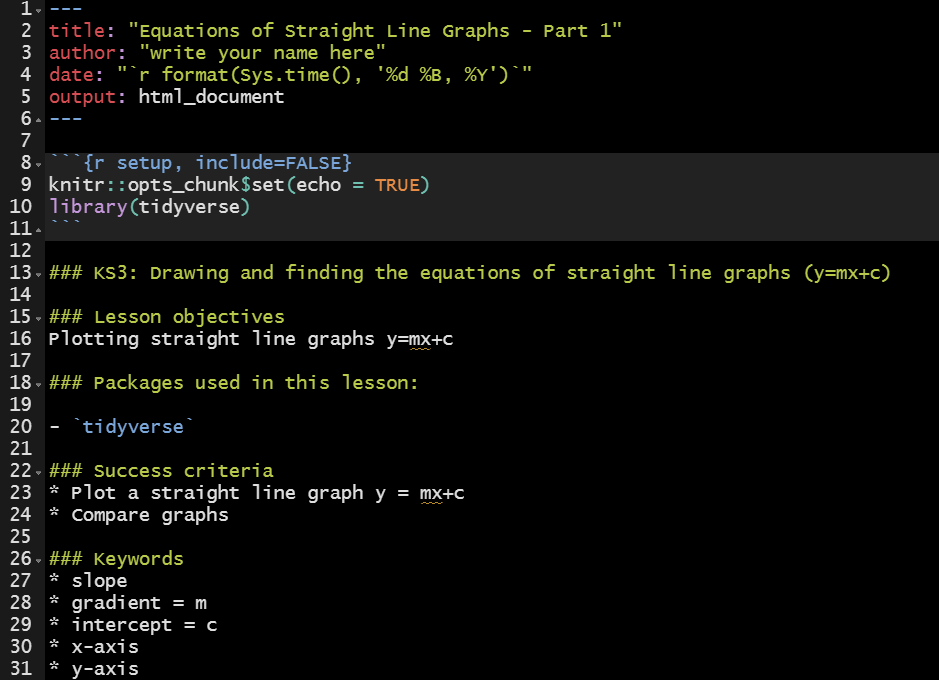 1 ---
2 title: "Equations of Straight Line Graphs - Part 1"
3 author: "write your name here"
4 date: "`r format(Sys.time(), '%d %B, %Y')`"
5 output: html_document
6 ---
7
8 ```{r setup, include=FALSE}
9 knitr::opts_chunk$set(echo = TRUE)
10 library(tidyverse)
11 ```
12
13 ### KS3: Drawing and finding the equations of straight line graphs (y=mx+c)
14
15 ### Lesson objectives
16 Plotting straight line graphs y=mx+c
17
18 ### Packages used in this lesson:
19
20 - `tidyverse`
21
22 ### Success criteria
23 * Plot a straight line graph y = mx+c
24 * Compare graphs
25
26 ### Keywords
27 * slope
28 * gradient = m
29 * intercept = c
30 * x-axis
31 * y-axis